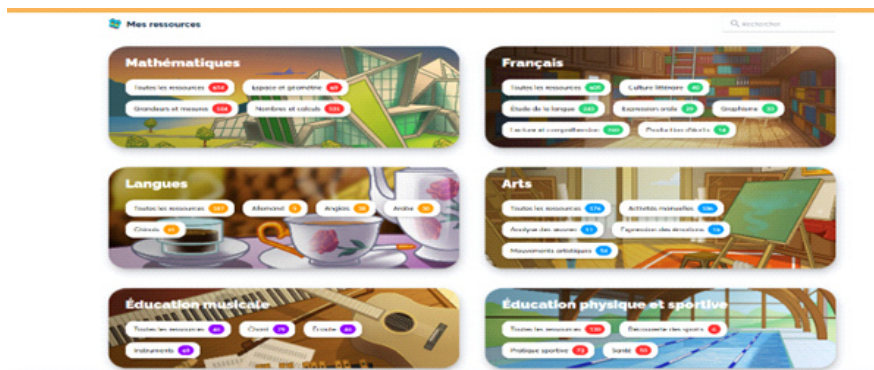 Mes ressources
Rechercher
Mathématiques
Toutes les ressources
Espace et géométrie
Grandeurs et mesures
Nombres et calculs
Français
Toutes les ressources
Culture littéraire
Étude de la langue
Expression orale
Graphisme
Lecture et compréhension
Production d'écrits
Langues
Toutes les ressources
Allemand
Anglais
Arabe
Chinois
Arts
Toutes les ressources
Activités manuelles
Analyse des œuvres
Expression des émotions
Mouvements artistiques
Éducation musicale
Toutes les ressources
Chant
Écoute
Instruments
Éducation physique et sportive
Toutes les ressources
Découverte des sports
Pratique sportive
Santé